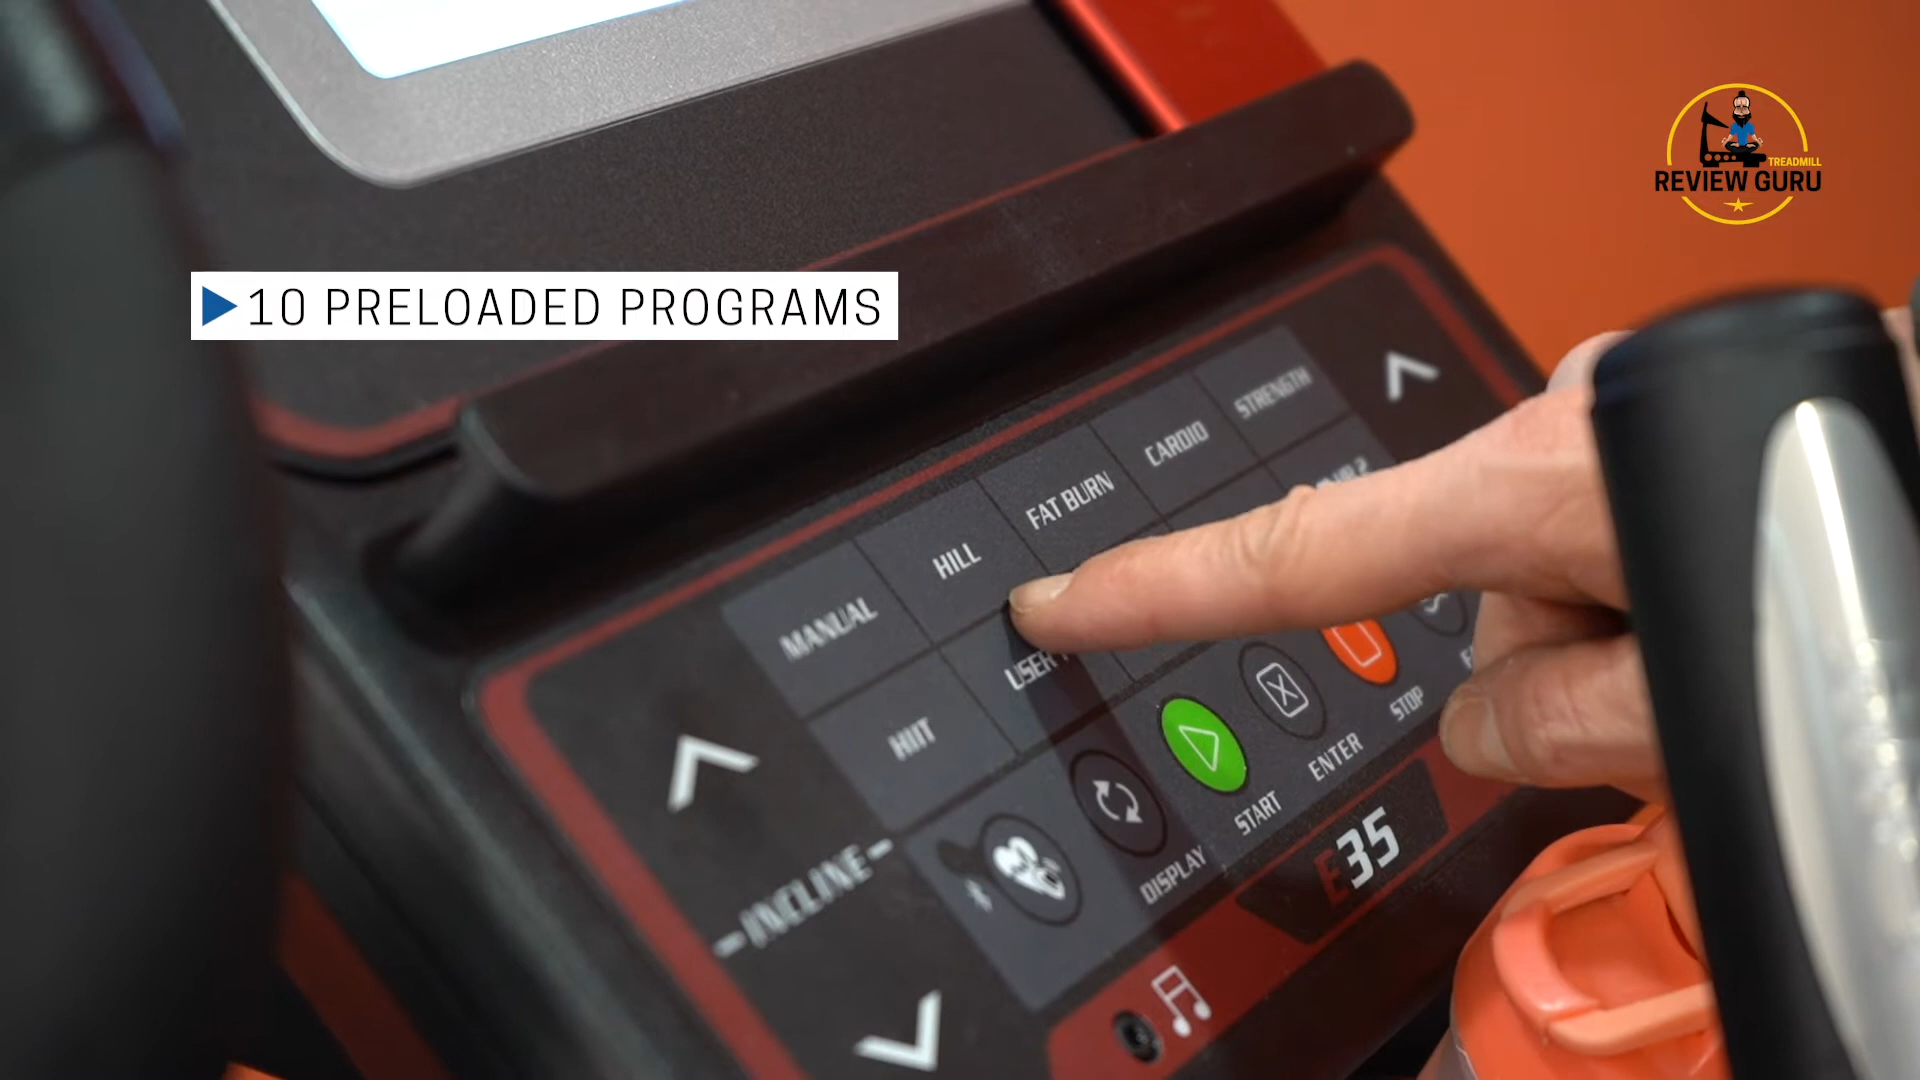 TREADMILL
REVIEW GURU
10 PRELOADED PROGRAMS
MANUAL
HILL
FAT BURN
CARDIO
STRENGTH
HIIT
USER
START
ENTER
STOP
DISPLAY
-INCLINE-
E35